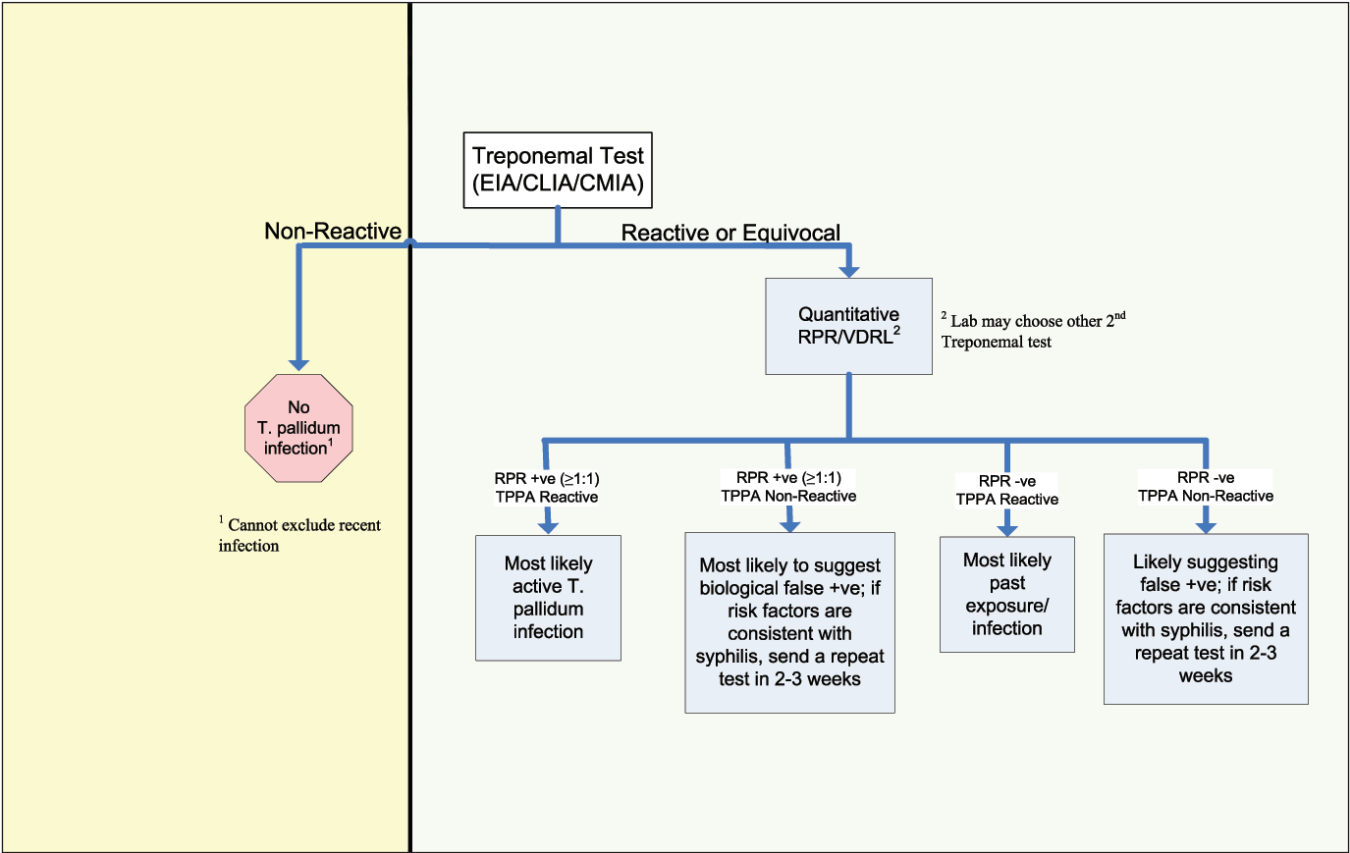 Treponemal Test
(EIA/CLIA/CMIA)
Non-Reactive
Reactive or Equivocal
Quantitative
RPR/VDRL²
² Lab may choose other 2ⁿᵈ
Treponemal test
No
T. pallidum
infection¹
¹ Cannot exclude recent
infection
RPR +ve (≥1:1)
TPPA Reactive
RPR +ve (≥1:1)
TPPA Non-Reactive
RPR -ve
TPPA Reactive
RPR -ve
TPPA Non-Reactive
Most likely
active T.
pallidum
infection
Most likely to suggest
biological false +ve; if
risk factors are
consistent with
syphilis, send a repeat
test in 2-3 weeks
Most likely
past
exposure/
infection
Likely suggesting
false +ve; if risk
factors are consistent
with syphilis, send a
repeat test in 2-3
weeks